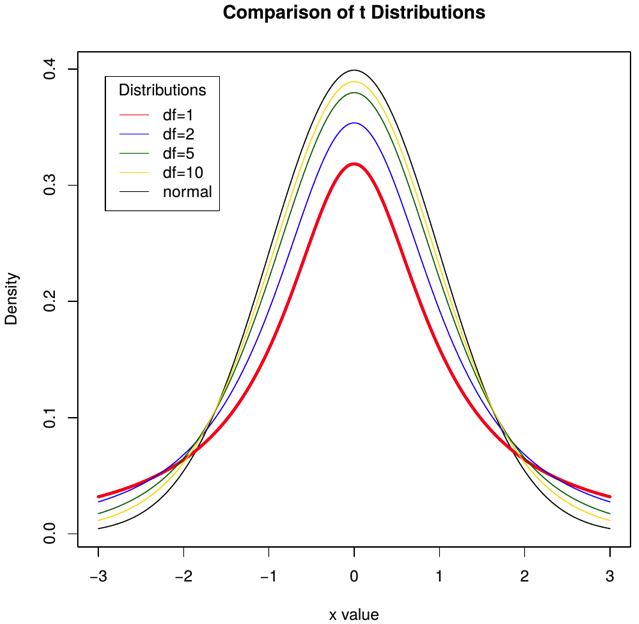 Comparison of t Distributions
Distributions
df=1
df=2
df=5
df=10
normal
Density
0.0
0.1
0.2
0.3
0.4
−3
−2
−1
0
1
2
3
x value